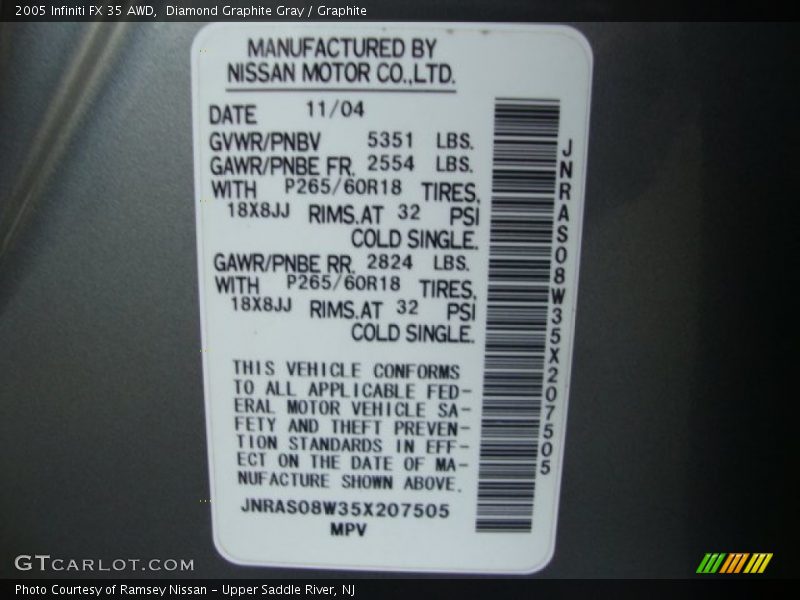 2005 Infiniti FX 35 AWD,  Diamond Graphite Gray / Graphite
MANUFACTURED BY
NISSAN MOTOR CO.,LTD.
DATE 11/04
GVWR/PNBV 5351 LBS.
GAWR/PNBE FR. 2554 LBS.
WITH P265/60R18 TIRES,
18X8JJ RIMS.AT 32 PSI
COLD SINGLE.
GAWR/PNBE RR. 2824 LBS.
WITH P265/60R18 TIRES,
18X8JJ RIMS.AT 32 PSI
COLD SINGLE.
THIS VEHICLE CONFORMS
TO ALL APPLICABLE FED-
ERAL MOTOR VEHICLE SA-
FETY AND THEFT PREVEN-
TION STANDARDS IN EFF-
ECT ON THE DATE OF MA-
NUFACTURE SHOWN ABOVE.
JNRAS08W35X207505
MPV
JNRAS08W35X207505
GTCARLOT.COM
Photo Courtesy of Ramsey Nissan - Upper Saddle River, NJ